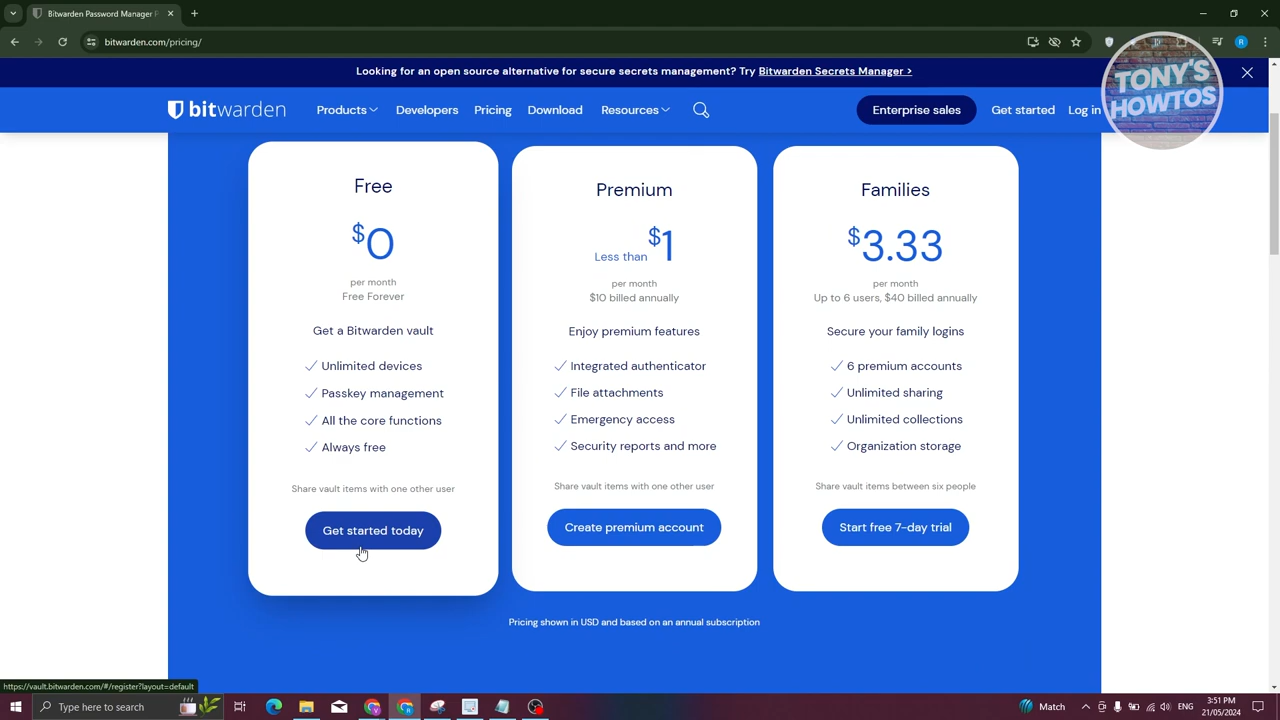 Bitwarden Password Manager P
bitwarden.com/pricing/
R
Looking for an open source alternative for secure secrets management? Try Bitwarden Secrets Manager >
TONY'S HOWTOS
bitwarden Products Developers Pricing Download Resources Enterprise sales Get started Log in
Free
$0
per month
Free Forever
Get a Bitwarden vault
Unlimited devices
Passkey management
All the core functions
Always free
Share vault items with one other user
Get started today
Premium
Less than $1
per month
$10 billed annually
Enjoy premium features
Integrated authenticator
File attachments
Emergency access
Security reports and more
Share vault items with one other user
Create premium account
Families
$3.33
per month
Up to 6 users, $40 billed annually
Secure your family logins
6 premium accounts
Unlimited sharing
Unlimited collections
Organization storage
Share vault items between six people
Start free 7-day trial
Pricing shown in USD and based on an annual subscription
https://vault.bitwarden.com/#/register?layout=default
Type here to search
Match
3:51 PM
21/05/2024